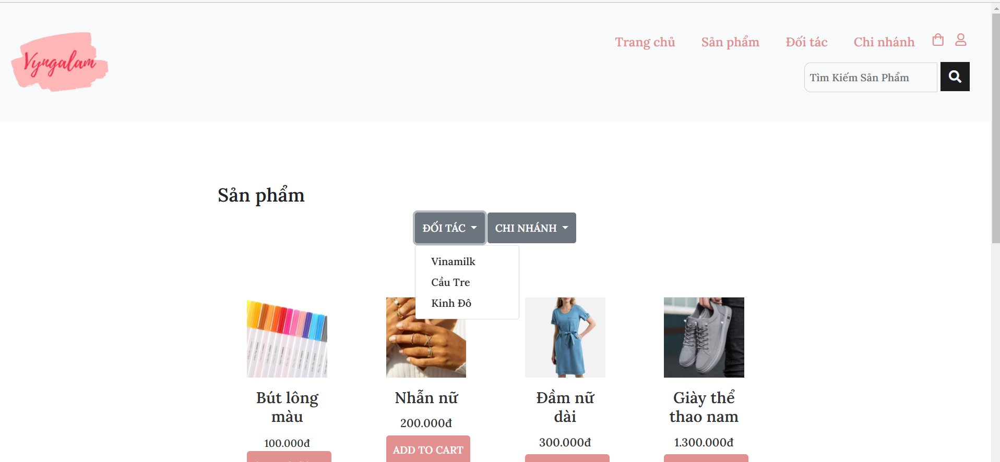 Vyngalam
Trang chủ Sản phẩm Đối tác Chi nhánh
Tìm Kiếm Sản Phẩm
Sản phẩm
ĐỐI TÁC CHI NHÁNH
Vinamilk
Cầu Tre
Kinh Đô
Bút lông
màu
100.000đ
Nhẫn nữ
200.000đ
ADD TO CART
Đầm nữ
dài
300.000đ
Giày thể
thao nam
1.300.000đ